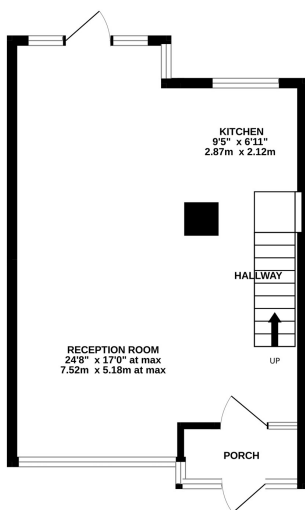 KITCHEN
9'5" x 6'11"
2.87m x 2.12m
HALLWAY
RECEPTION ROOM
24'8" x 17'0" at max
7.52m x 5.18m at max
UP
PORCH